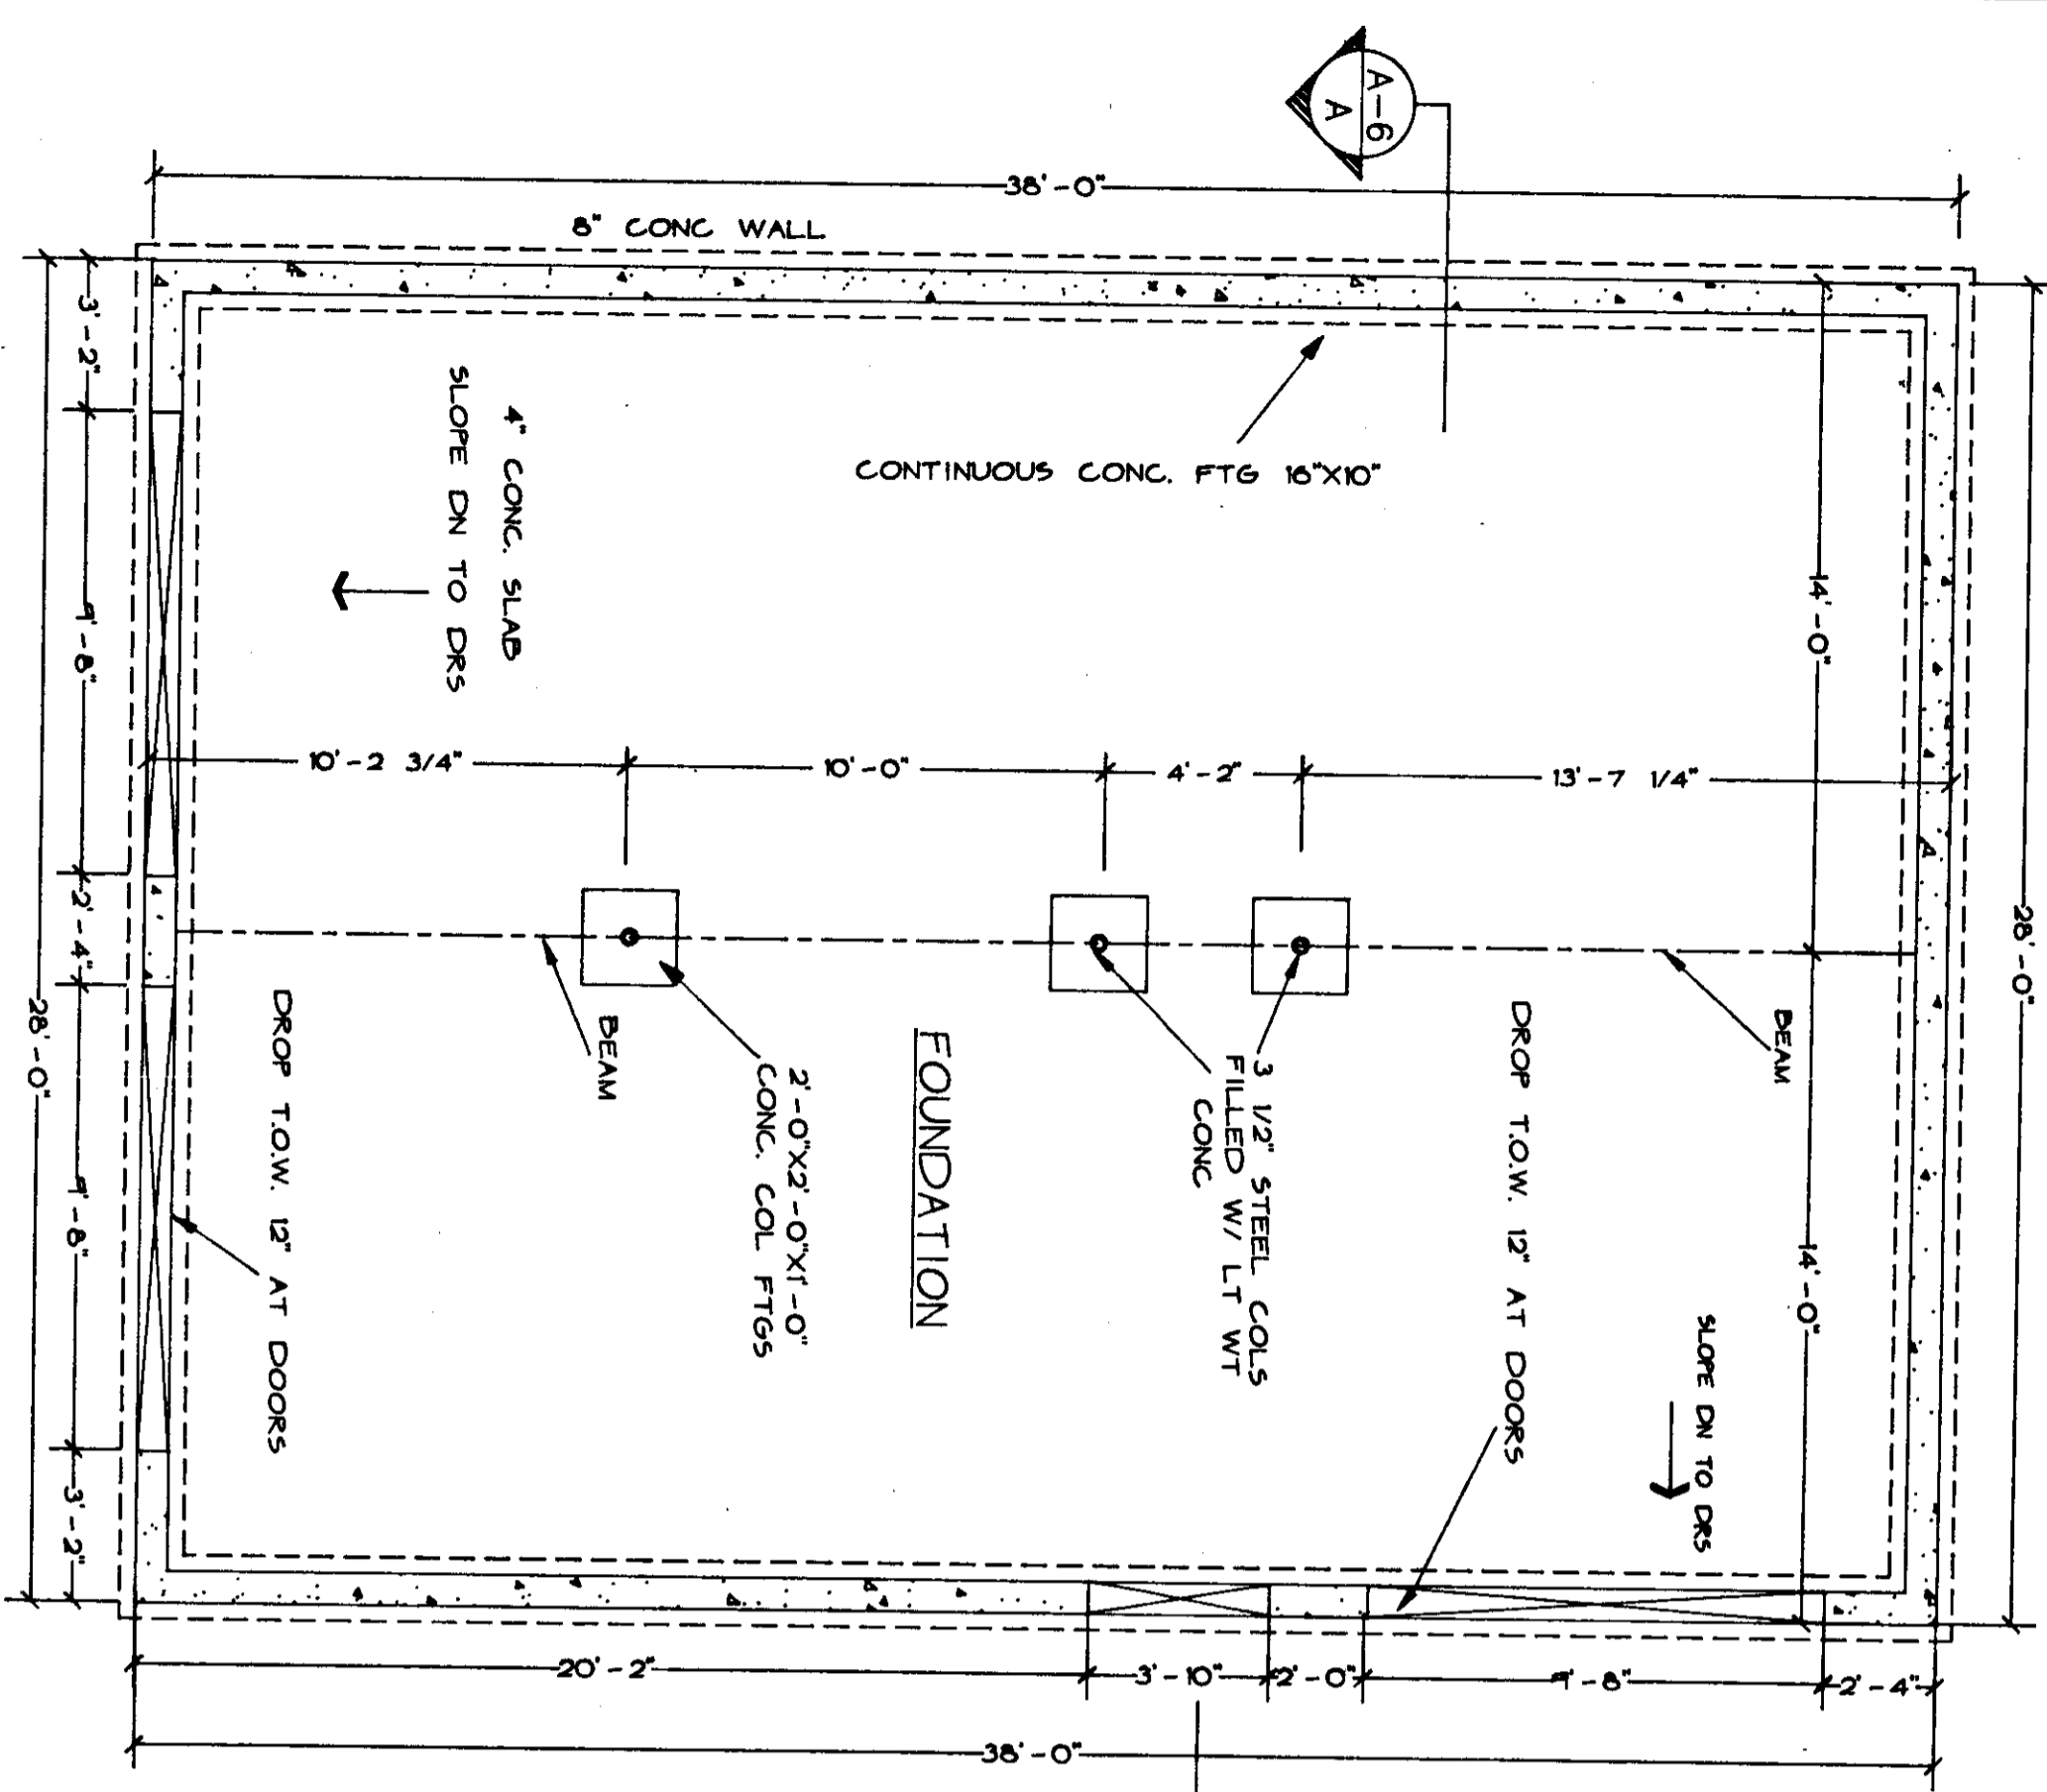 A-6
A
38'-0"
8" CONC WALL
3'-2"
9'-8"
2'-4"
9'-8"
3'-2"
28'-0"
4" CONC. SLAB
SLOPE DN TO DRS
CONTINUOUS CONC. FTG 16"X10"
14'-0"
14'-0"
28'-0"
10'-2 3/4"
10'-0"
4'-2"
13'-7 1/4"
BEAM
BEAM
2'-0"X2'-0"X1'-0"
CONC. COL FTGS
3 1/2" STEEL COLS
FILLED W/ LT WT
CONC
FOUNDATION
DROP T.O.W. 12" AT DOORS
DROP T.O.W. 12" AT DOORS
SLOPE DN TO DRS
20'-2"
3'-10"
2'-0"
9'-8"
2'-4"
38'-0"